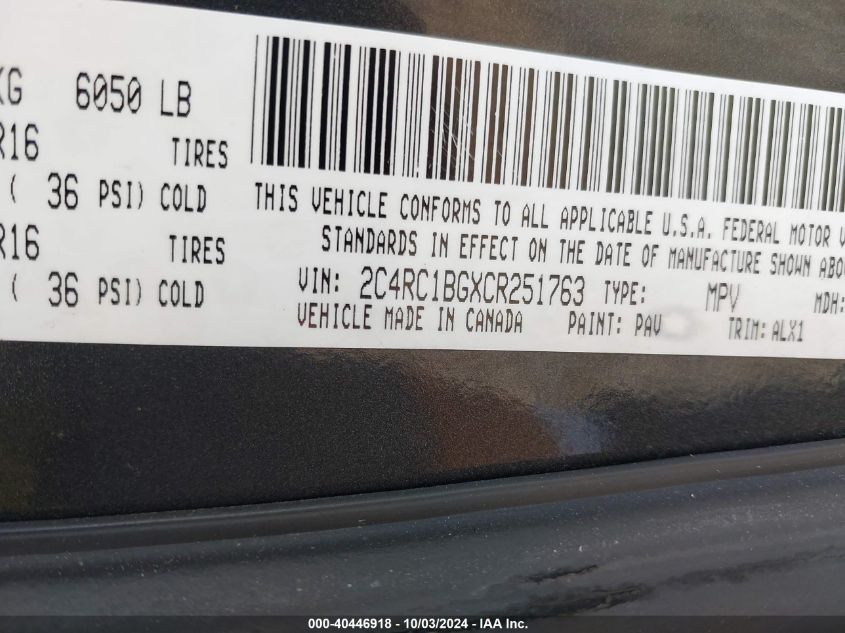 KG 6050 LB
R16 TIRES
( 36 PSI) COLD
R16 TIRES
( 36 PSI) COLD
THIS VEHICLE CONFORMS TO ALL APPLICABLE U.S.A. FEDERAL MOTOR V
STANDARDS IN EFFECT ON THE DATE OF MANUFACTURE SHOWN ABO
VIN: 2C4RC1BGXCR251763 TYPE: MPV MDH:
VEHICLE MADE IN CANADA PAINT: PAV TRIM: ALX1
000-40446918 - 10/03/2024 - IAA, Inc.